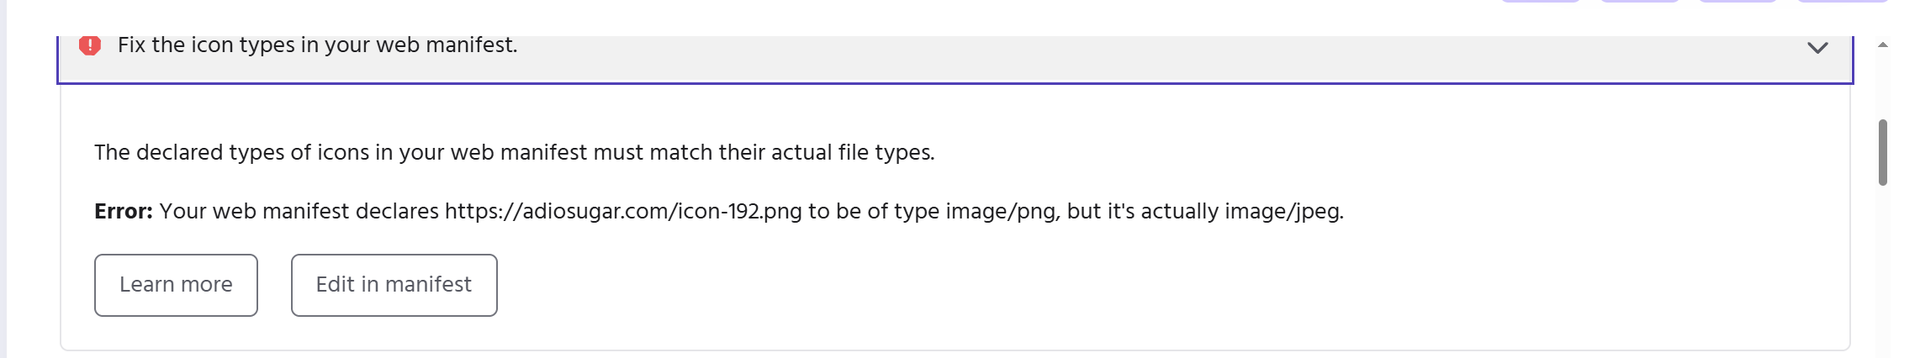 Fix the icon types in your web manifest.
The declared types of icons in your web manifest must match their actual file types.
Error: Your web manifest declares https://adiosugar.com/icon-192.png to be of type image/png, but it's actually image/jpeg.
Learn more
Edit in manifest